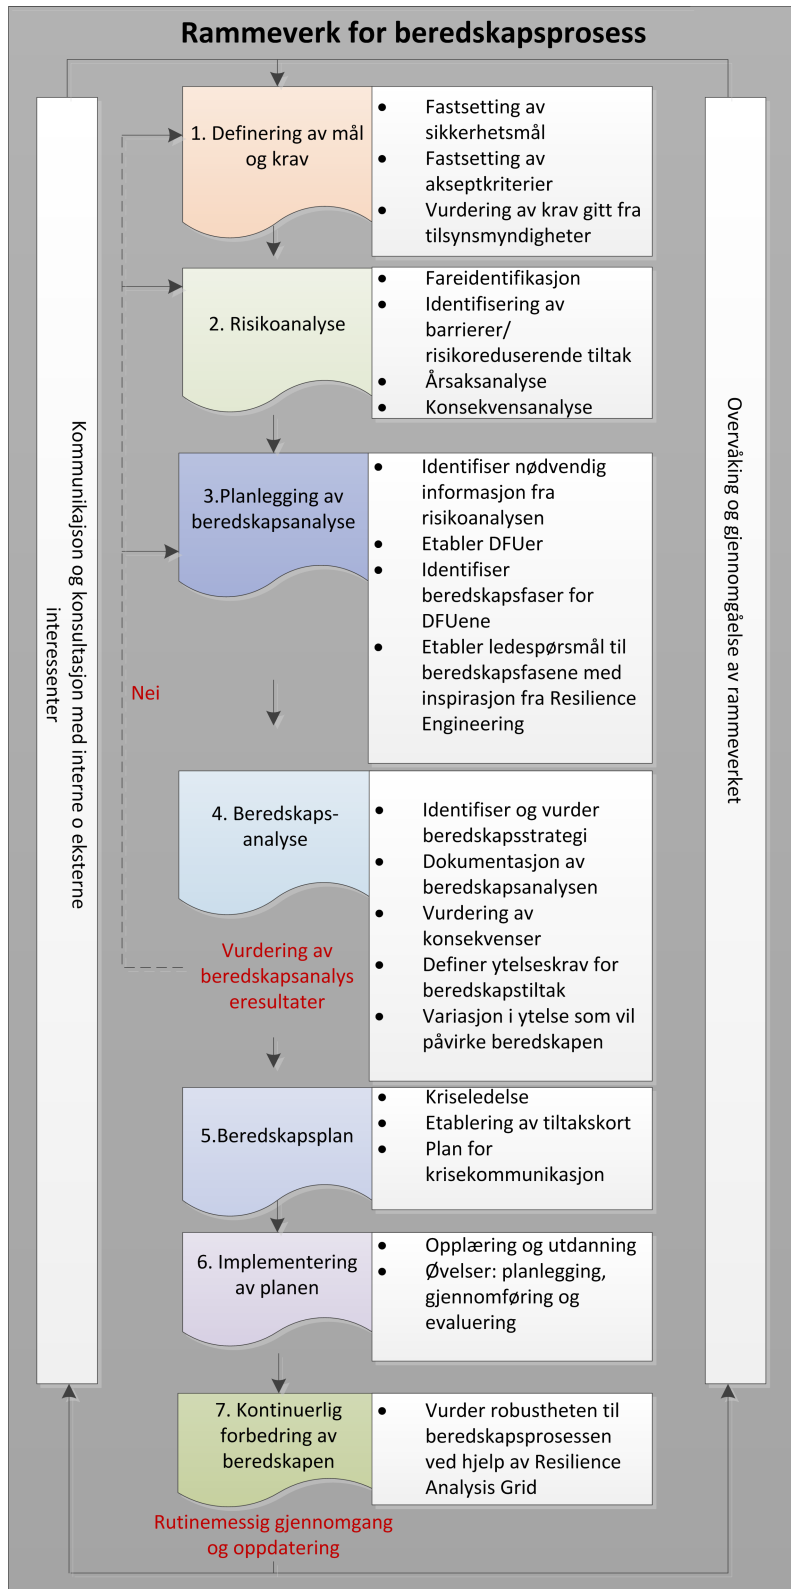 Rammeverk for beredskapsprosess
1. Definering av mål
og krav
• Fastsetting av
sikkerhetsmål
• Fastsetting av
akseptkriterier
• Vurdering av krav gitt fra
tilsynsmyndigheter
2. Risikoanalyse
• Fareidentifikasjon
• Identifisering av
barrierer/
risikoreduserende tiltak
• Årsaksanalyse
• Konsekvensanalyse
3.Planlegging av
beredskapsanalyse
• Identifiser nødvendig
informasjon fra
risikoanalysen
• Etabler DFUer
• Identifiser
beredskapsfaser for
DFUene
• Etabler ledespørsmål til
beredskapsfasene med
inspirasjon fra Resilience
Engineering
Nei
4. Beredskaps-
analyse
• Identifiser og vurder
beredskapsstrategi
• Dokumentasjon av
beredskapsanalysen
• Vurdering av
konsekvenser
• Definer ytelseskrav for
beredskapstiltak
• Variasjon i ytelse som vil
påvirke beredskapen
Vurdering av
beredskapsanalys
eresultater
5.Beredskapsplan
• Kriseledelse
• Etablering av tiltakskort
• Plan for
krisekommunikasjon
6. Implementering
av planen
• Opplæring og utdanning
• Øvelser: planlegging,
gjennomføring og
evaluering
7. Kontinuerlig
forbedring av
beredskapen
• Vurder robustheten til
beredskapsprosessen
ved hjelp av Resilience
Analysis Grid
Rutinemessig gjennomgang
og oppdatering
Kommunikajson og konsultasjon med interne o eksterne
interessenter
Overvåking og gjennomgåelse av rammeverket